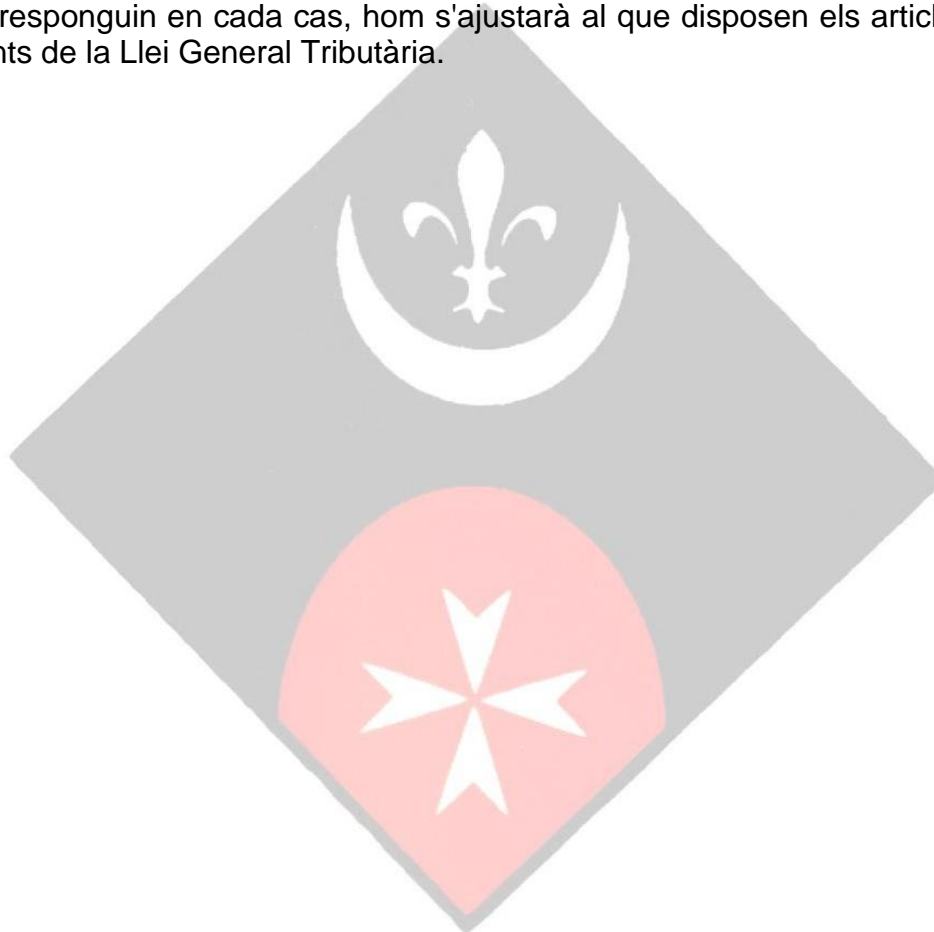 responguin en cada cas, hom s'ajustarà al que disposen els artic
nts de la Llei General Tributària.